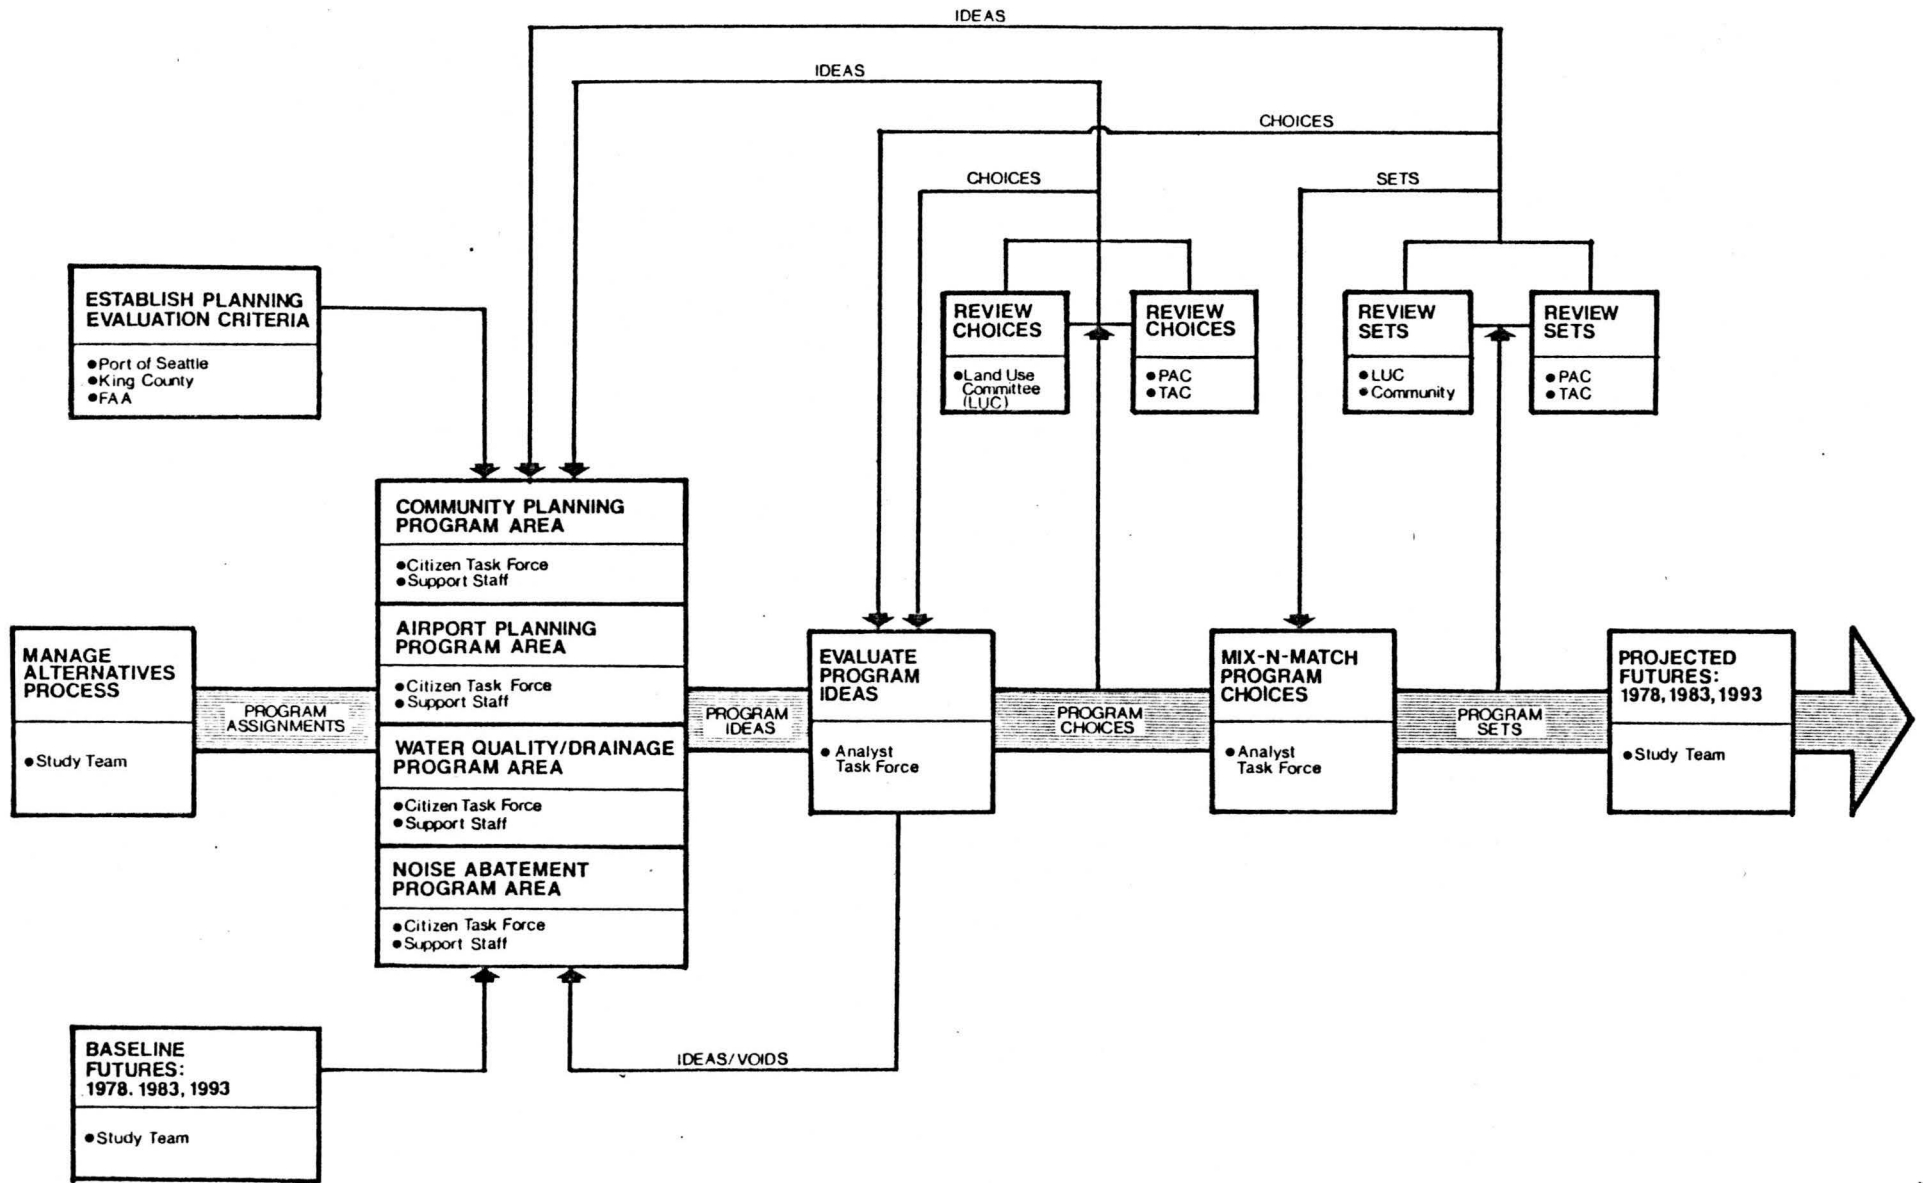 IDEAS
IDEAS
CHOICES
CHOICES
SETS
ESTABLISH PLANNING
EVALUATION CRITERIA
●Port of Seattle
●King County
●FAA
REVIEW
CHOICES
●Land Use
Committee
(LUC)
REVIEW
CHOICES
●PAC
●TAC
REVIEW
SETS
●LUC
●Community
REVIEW
SETS
●PAC
●TAC
MANAGE
ALTERNATIVES
PROCESS
●Study Team
PROGRAM
ASSIGNMENTS
COMMUNITY PLANNING
PROGRAM AREA
●Citizen Task Force
●Support Staff
AIRPORT PLANNING
PROGRAM AREA
●Citizen Task Force
●Support Staff
WATER QUALITY/DRAINAGE
PROGRAM AREA
●Citizen Task Force
●Support Staff
NOISE ABATEMENT
PROGRAM AREA
●Citizen Task Force
●Support Staff
PROGRAM
IDEAS
EVALUATE
PROGRAM
IDEAS
●Analyst
Task Force
PROGRAM
CHOICES
MIX-N-MATCH
PROGRAM
CHOICES
●Analyst
Task Force
PROGRAM
SETS
PROJECTED
FUTURES:
1978, 1983, 1993
●Study Team
BASELINE
FUTURES:
1978. 1983, 1993
●Study Team
IDEAS/VOIDS